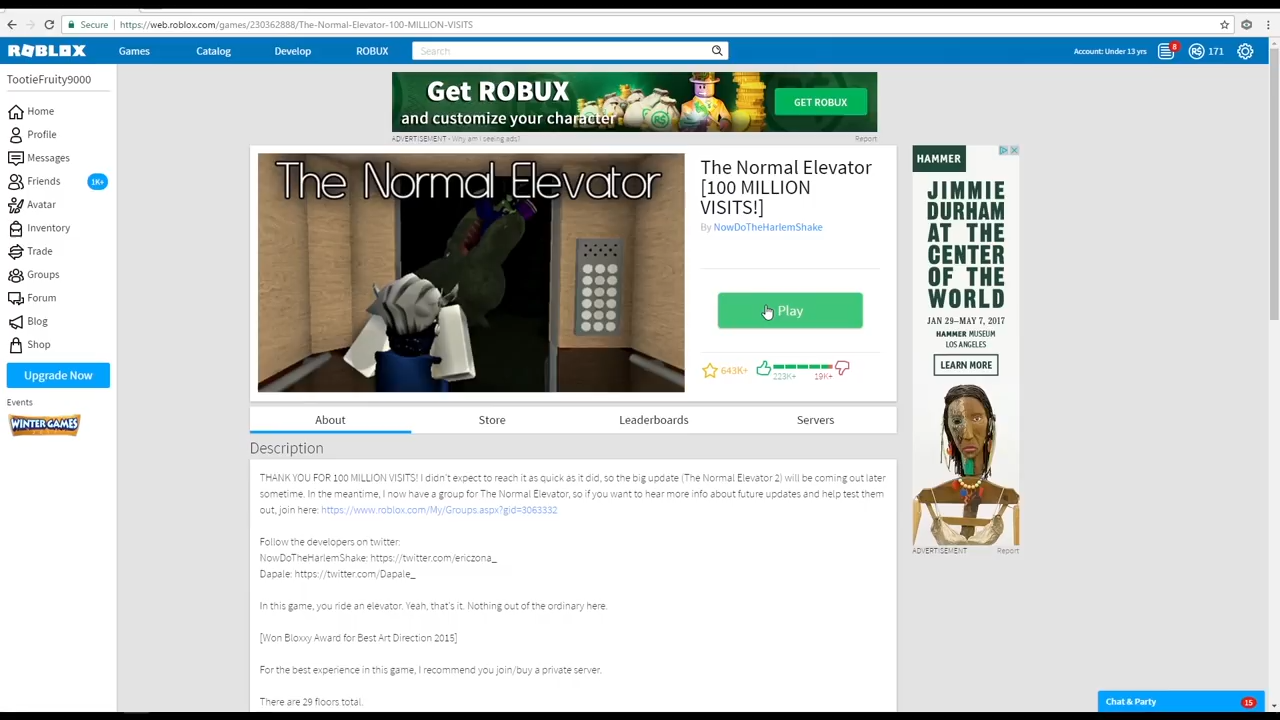 Secure
https://web.roblox.com/games/230362888/The-Normal-Elevator-100-MILLION-VISITS
ROBLOX
Games
Catalog
Develop
ROBUX
Search
Account: Under 13 yrs
8
R$
171
TootieFruity9000
Home
Profile
Messages
Friends
1K+
Avatar
Inventory
Trade
Groups
Forum
Blog
Shop
Upgrade Now
Events
WINTER GAMES
Get ROBUX
and customize your character
GET ROBUX
ADVERTISEMENT - Why am I seeing ads?
Report
The Normal Elevator
The Normal Elevator
[100 MILLION
VISITS!]
By NowDoTheHarlemShake
Play
643K+
223K+
19K+
About
Store
Leaderboards
Servers
Description
THANK YOU FOR 100 MILLION VISITS! I didn't expect to reach it as quick as it did, so the big update (The Normal Elevator 2) will be coming out later
sometime. In the meantime, I now have a group for The Normal Elevator, so if you want to hear more info about future updates and help test them
out, join here: https://www.roblox.com/My/Groups.aspx?gid=3063332
Follow the developers on twitter:
NowDoTheHarlemShake: https://twitter.com/ericzona_
Dapale: https://twitter.com/Dapale_
In this game, you ride an elevator. Yeah, that's it. Nothing out of the ordinary here.
[Won Bloxxy Award for Best Art Direction 2015]
For the best experience in this game, I recommend you join/buy a private server.
There are 29 floors total.
HAMMER
JIMMIE
DURHAM
AT THE
CENTER
OF THE
WORLD
JAN 29–MAY 7, 2017
HAMMER MUSEUM
LOS ANGELES
LEARN MORE
ADVERTISEMENT
Report
Chat & Party
15